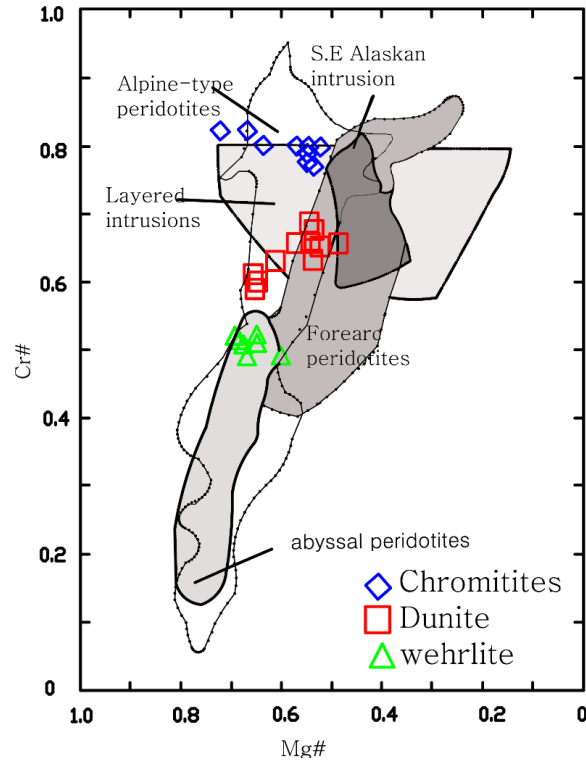 1.0
S.E Alaskan
intrusion
Alpine-type
peridotites
0.8
Layered
intrusions
0.6
Forearc
peridotites
Cr#
0.4
0.2
abyssal peridotites
Chromitites
Dunite
wehrlite
0
1.0
0.8
0.6
0.4
0.2
0
Mg#